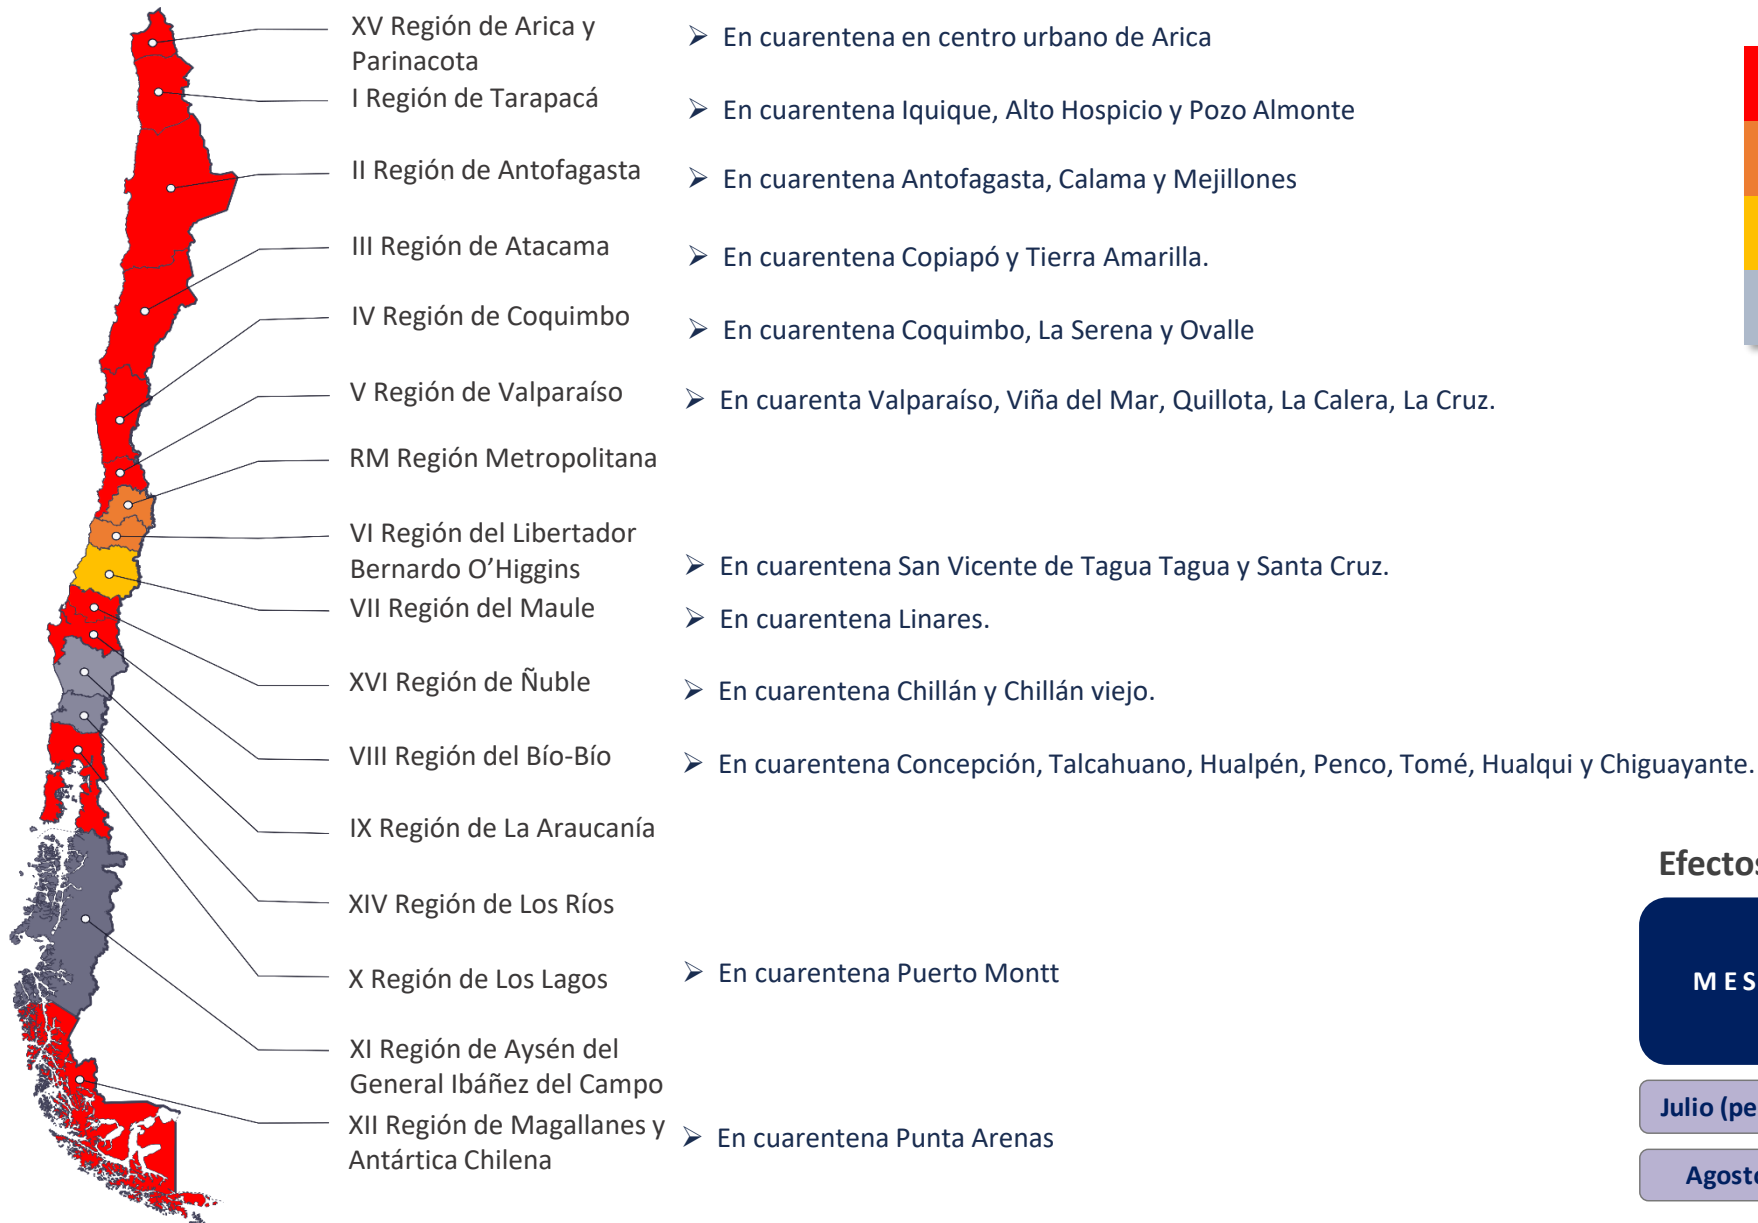 XV Región de Arica y
Parinacota
➢ En cuarentena en centro urbano de Arica
I Región de Tarapacá
➢ En cuarentena Iquique, Alto Hospicio y Pozo Almonte
II Región de Antofagasta
➢ En cuarentena Antofagasta, Calama y Mejillones
III Región de Atacama
➢ En cuarentena Copiapó y Tierra Amarilla.
IV Región de Coquimbo
➢ En cuarentena Coquimbo, La Serena y Ovalle
V Región de Valparaíso
➢ En cuarenta Valparaíso, Viña del Mar, Quillota, La Calera, La Cruz.
RM Región Metropolitana
VI Región del Libertador
Bernardo O’Higgins
➢ En cuarentena San Vicente de Tagua Tagua y Santa Cruz.
VII Región del Maule
➢ En cuarentena Linares.
XVI Región de Ñuble
➢ En cuarentena Chillán y Chillán viejo.
VIII Región del Bío-Bío
➢ En cuarentena Concepción, Talcahuano, Hualpén, Penco, Tomé, Hualqui y Chiguayante.
IX Región de La Araucanía
XIV Región de Los Ríos
X Región de Los Lagos
➢ En cuarentena Puerto Montt
XI Región de Aysén del
General Ibáñez del Campo
XII Región de Magallanes y
Antártica Chilena
➢ En cuarentena Punta Arenas
Efectos
MES
Julio (pe
Agosto